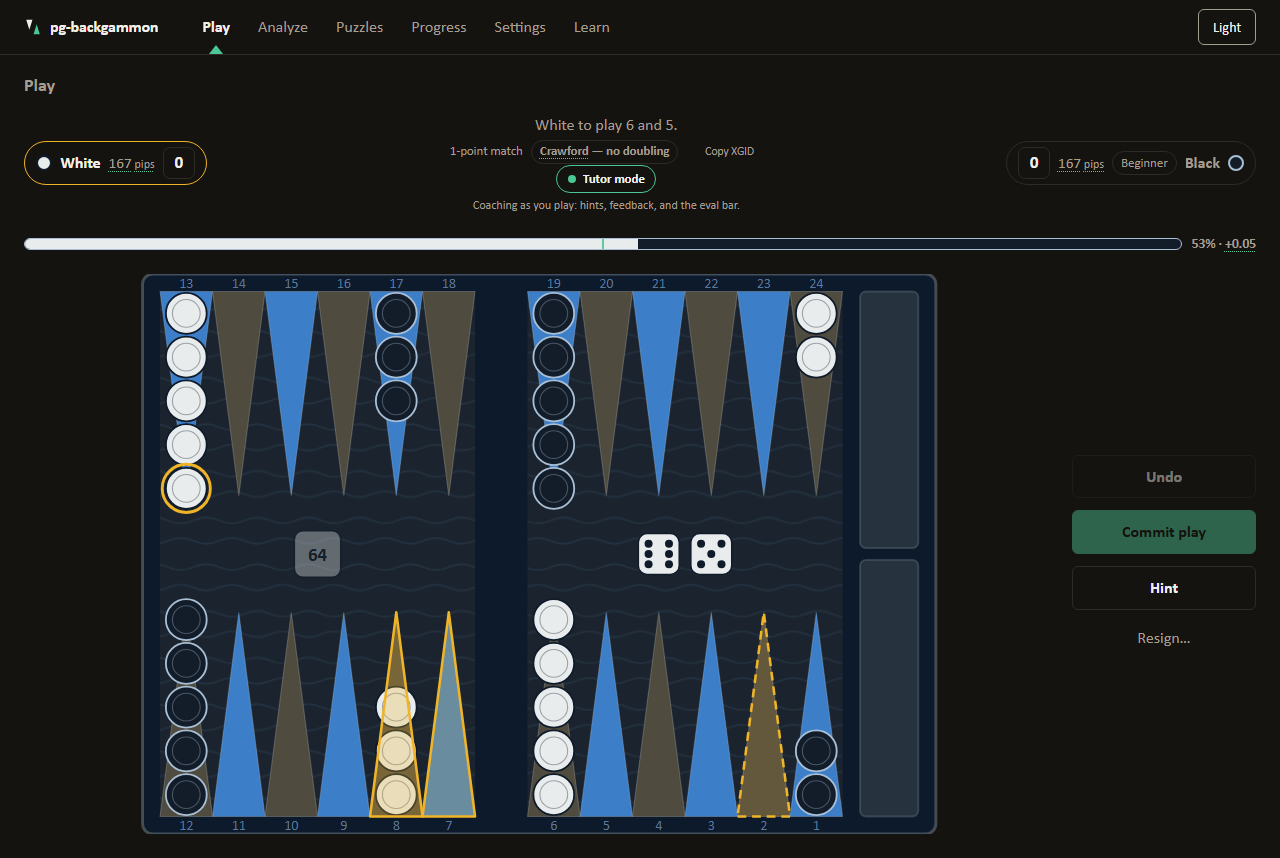 pg-backgammon Play Analyze Puzzles Progress Settings Learn Light
Play
White to play 6 and 5.
White 167 pips 0
1-point match Crawford — no doubling Copy XGID
0 167 pips Beginner Black
Tutor mode
Coaching as you play: hints, feedback, and the eval bar.
53% · +0.05
13 14 15 16 17 18 19 20 21 22 23 24
64
12 11 10 9 8 7 6 5 4 3 2 1
Undo
Commit play
Hint
Resign...